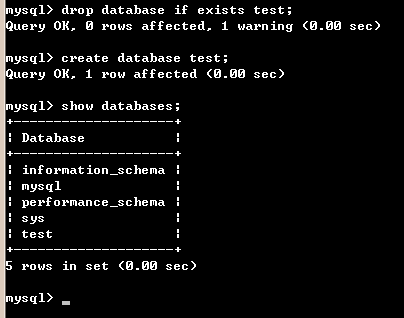 mysql> drop database if exists test;
Query OK, 0 rows affected, 1 warning (0.00 sec)
mysql> create database test;
Query OK, 1 row affected (0.00 sec)
mysql> show databases;
+--------------------+
| Database           |
+--------------------+
| information_schema |
| mysql              |
| performance_schema |
| sys                |
| test               |
+--------------------+
5 rows in set (0.00 sec)
mysql> _